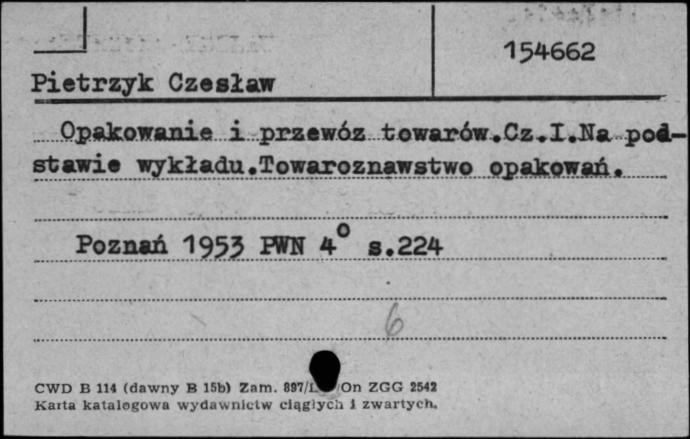 154662
Pietrzyk Czesław
Opakowanie i przewóz towarów.Cz.I.Na pod-
stawie wykładu.Towaroznawstwo opakowań.
Poznań 1953 PWN 4° s.224
6
CWD B 114 (dawny B 15b) Zam. 897/ /On ZGG 2542
Karta katalogowa wydawnictw ciągłych i zwartych.